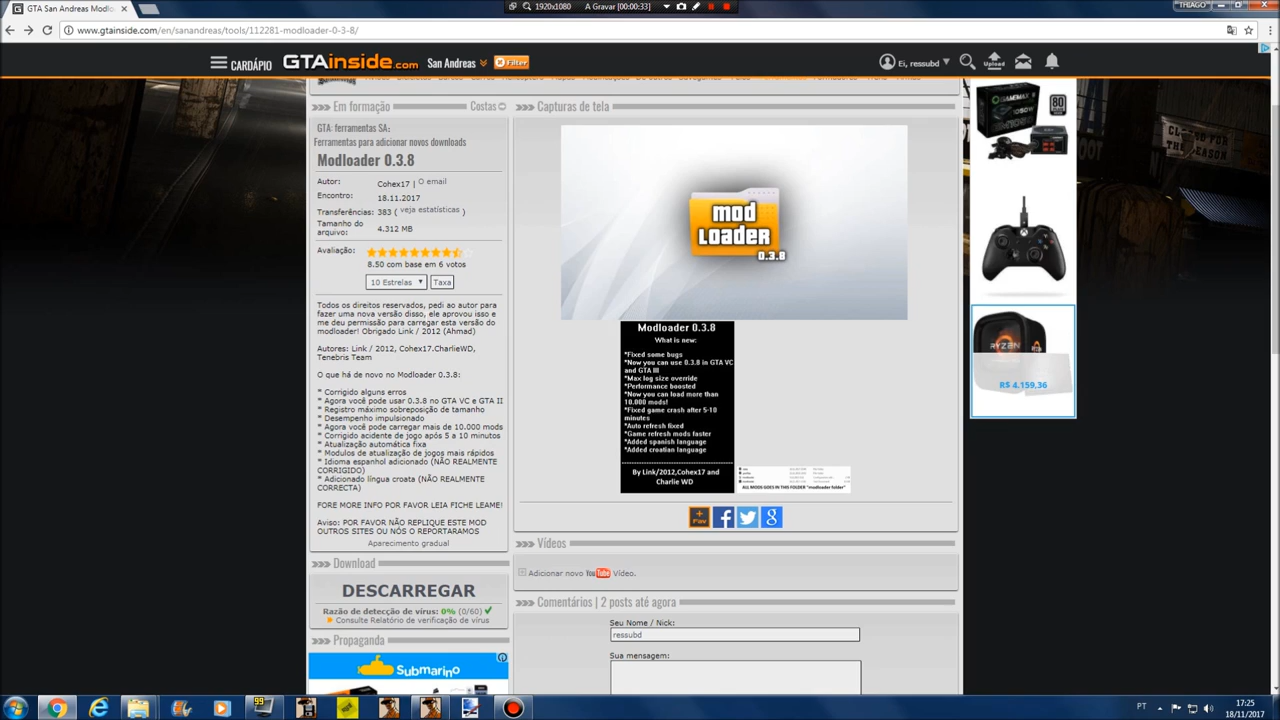 GTA San Andreas Modlo
1920x1080
A Gravar [00:00:33]
THIAGO
www.gtainside.com/en/sanandreas/tools/112281-modloader-0-3-8/
CARDÁPIO
GTAinside.com
San Andreas
Filter
Ei, ressubd
Upload
Em formação
Costas
GTA: ferramentas SA:
Ferramentas para adicionar novos downloads
Modloader 0.3.8
Autor: Cohex17 | O email
Encontro: 18.11.2017
Transferências: 383 ( veja estatísticas )
Tamanho do arquivo: 4.312 MB
Avaliação:
8.50 com base em 6 votos
10 Estrelas
Taxa
Todos os direitos reservados, pedi ao autor para
fazer uma nova versão disso, ele aprovou isso e
me deu permissão para carregar esta versão do
modloader! Obrigado Link / 2012 (Ahmad)
Autores: Link / 2012, Cohex17.CharlieWD,
Tenebris Team
O que há de novo no Modloader 0.3.8:
* Corrigido alguns erros
* Agora você pode usar 0.3.8 no GTA VC e GTA II
* Registro máximo sobreposição de tamanho
* Desempenho impulsionado
* Agora você pode carregar mais de 10.000 mods
* Corrigido acidente de jogo após 5 a 10 minutos
* Atualização automática fixa
* Modulos de atualização de jogos mais rápidos
* Idioma espanhol adicionado (NÃO REALMENTE
CORRIGIDO)
* Adicionado língua croata (NÃO REALMENTE
CORRECTA)
FORE MORE INFO POR FAVOR LEIA FICHE LEAME!
Aviso: POR FAVOR NÃO REPLIQUE ESTE MOD
OUTROS SITES OU NÓS O REPORTARAMOS
Aparecimento gradual
Download
DESCARREGAR
Razão de detecção de vírus: 0% (0/60)
Consulte Relatório de verificação de vírus
Propaganda
Submarino
Capturas de tela
mod
LOADER
0.3.8
Modloader 0.3.8
What is new:
*Fixed some bugs
*Now you can use 0.3.8 in GTA VC
and GTA III
*Max log size override
*Performance boosted
*Now you can load more than
10.000 mods!
*Fixed game crash after 5-10
minutes
*Auto refresh fixed
*Game refresh mods faster
*Added spanish language
*Added croatian language
By Link/2012,Cohex17 and
Charlie WD
ALL MODS GOES IN THIS FOLDER "modloader folder"
+
Fav
Vídeos
Adicionar novo YouTube Vídeo.
Comentários | 2 posts até agora
Seu Nome / Nick:
ressubd
Sua mensagem:
GAMEMAX
80
1050W
RYZEN
R$ 4.159,36
CLOSED FOR
THE SEASON
99
PT
17:25
18/11/2017